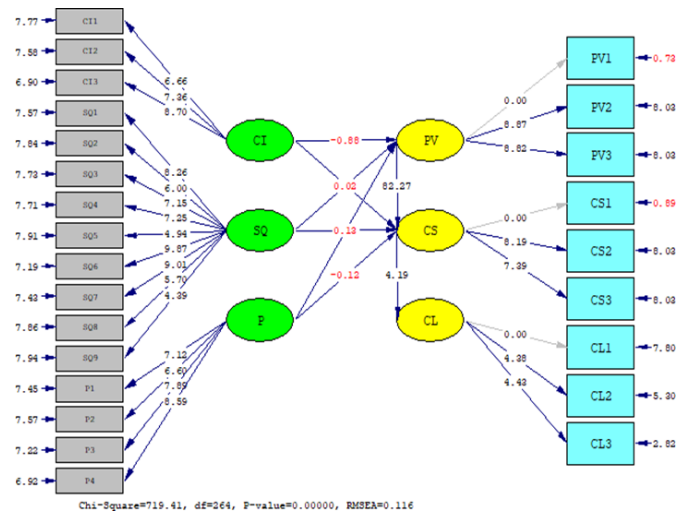 7.77 CI1
7.58 CI2
6.90 CI3
7.57 SQ1
7.84 SQ2
7.73 SQ3
7.71 SQ4
7.91 SQ5
7.19 SQ6
7.43 SQ7
7.86 SQ8
7.94 SQ9
7.45 P1
7.57 P2
7.22 P3
6.92 P4
6.66
7.36
8.70
8.26
6.00
7.15
7.25
4.94
9.87
9.01
5.70
4.39
7.12
6.60
7.89
8.59
CI
SQ
P
-0.88
0.02
0.13
-0.12
PV
CS
CL
82.27
4.19
0.00
8.87
8.82
0.00
8.19
7.39
0.00
4.38
4.43
PV1 0.73
PV2 8.03
PV3 8.03
CS1 0.89
CS2 8.03
CS3 8.03
CL1 7.80
CL2 5.30
CL3 2.82
Chi-Square=719.41, df=264, P-value=0.00000, RMSEA=0.116